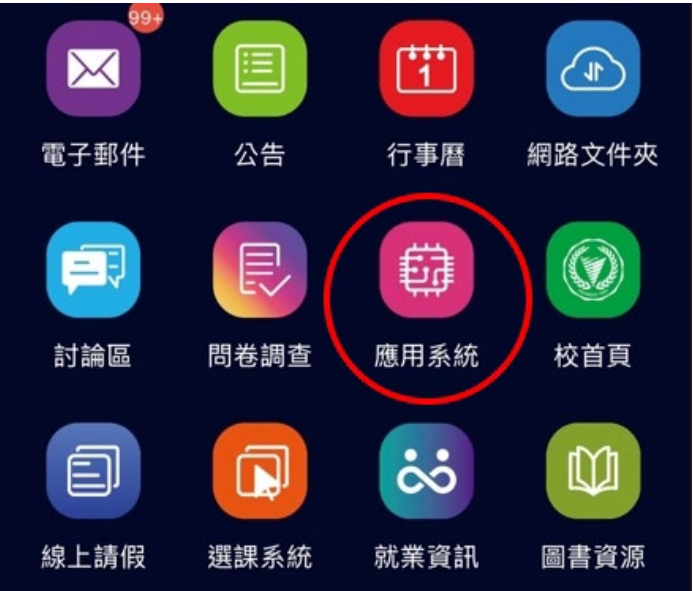 99+
電子郵件
公告
行事曆
1
網路文件夾
討論區
問卷調查
應用系統
校首頁
線上請假
選課系統
就業資訊
圖書資源